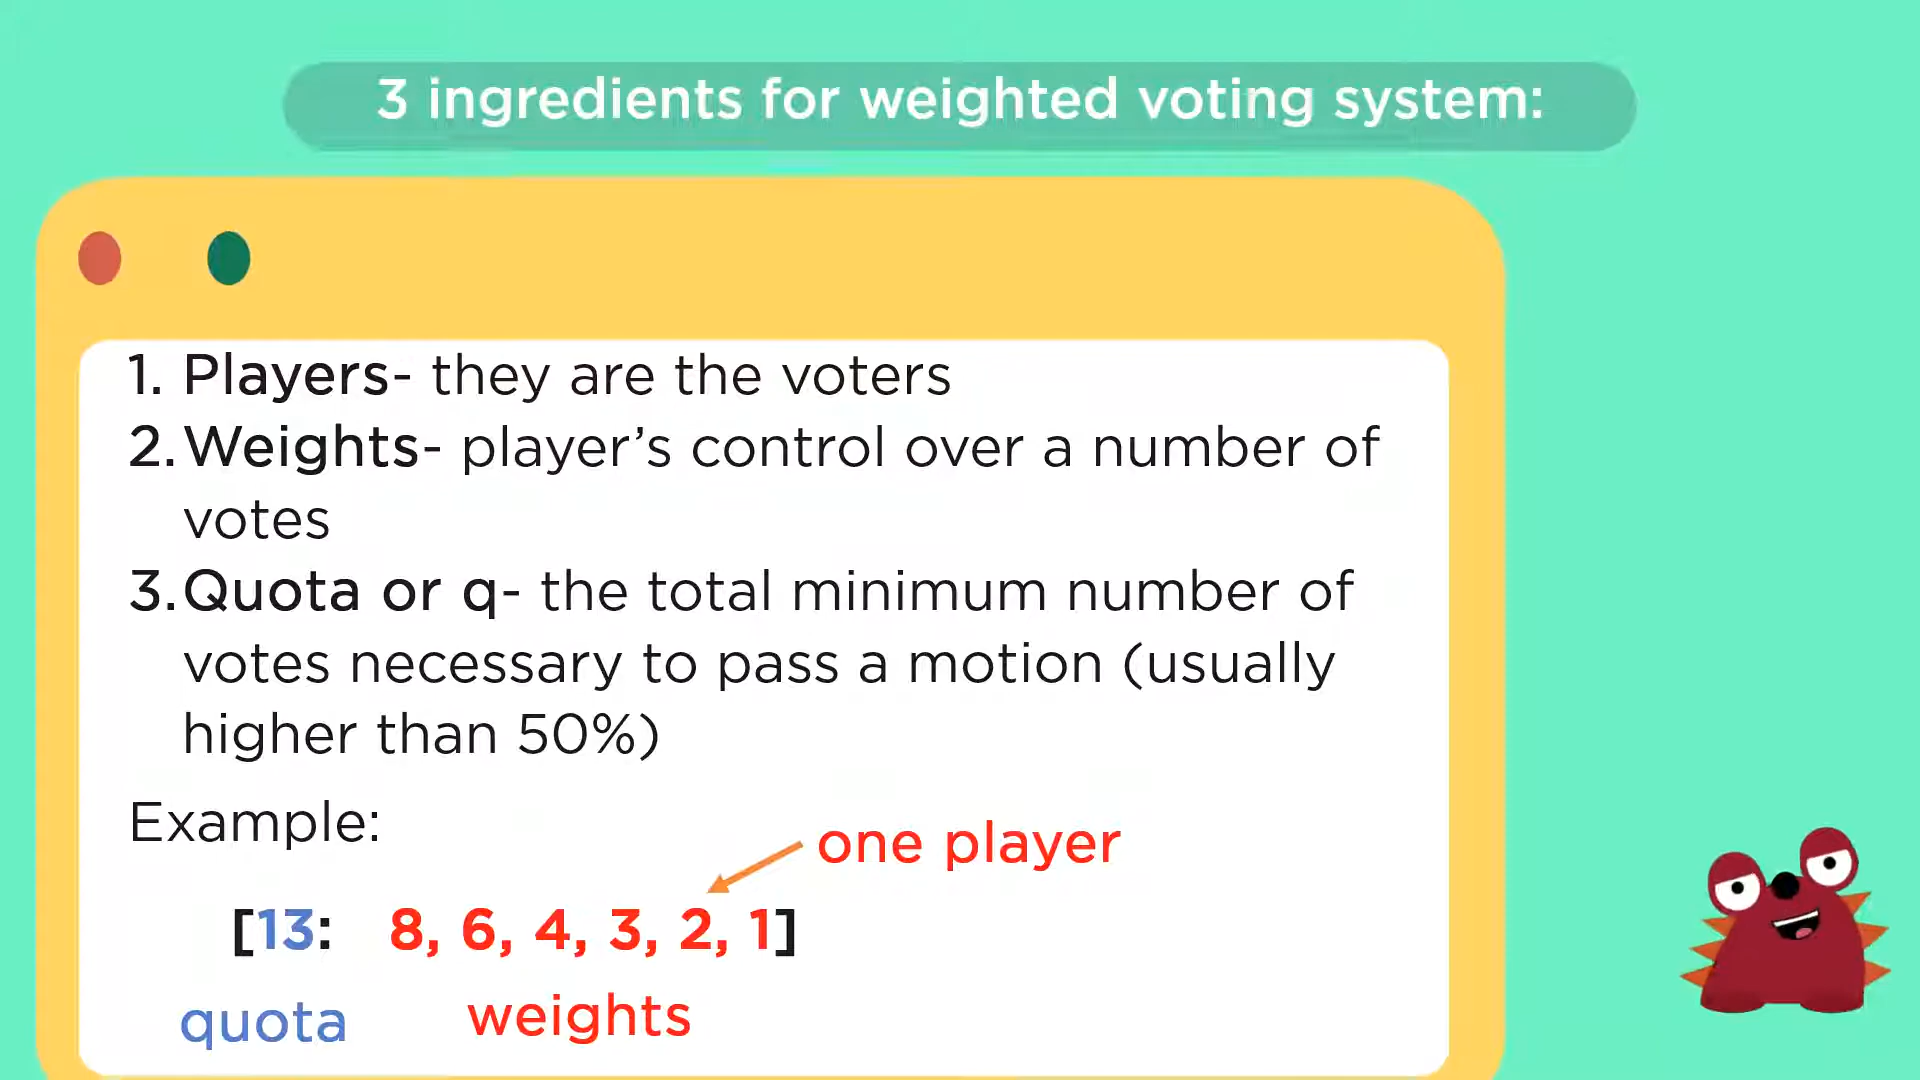 3 ingredients for weighted voting system:
1. Players- they are the voters
2. Weights- player’s control over a number of
votes
3. Quota or q- the total minimum number of
votes necessary to pass a motion (usually
higher than 50%)
Example:
one player
[13: 8, 6, 4, 3, 2, 1]
quota weights